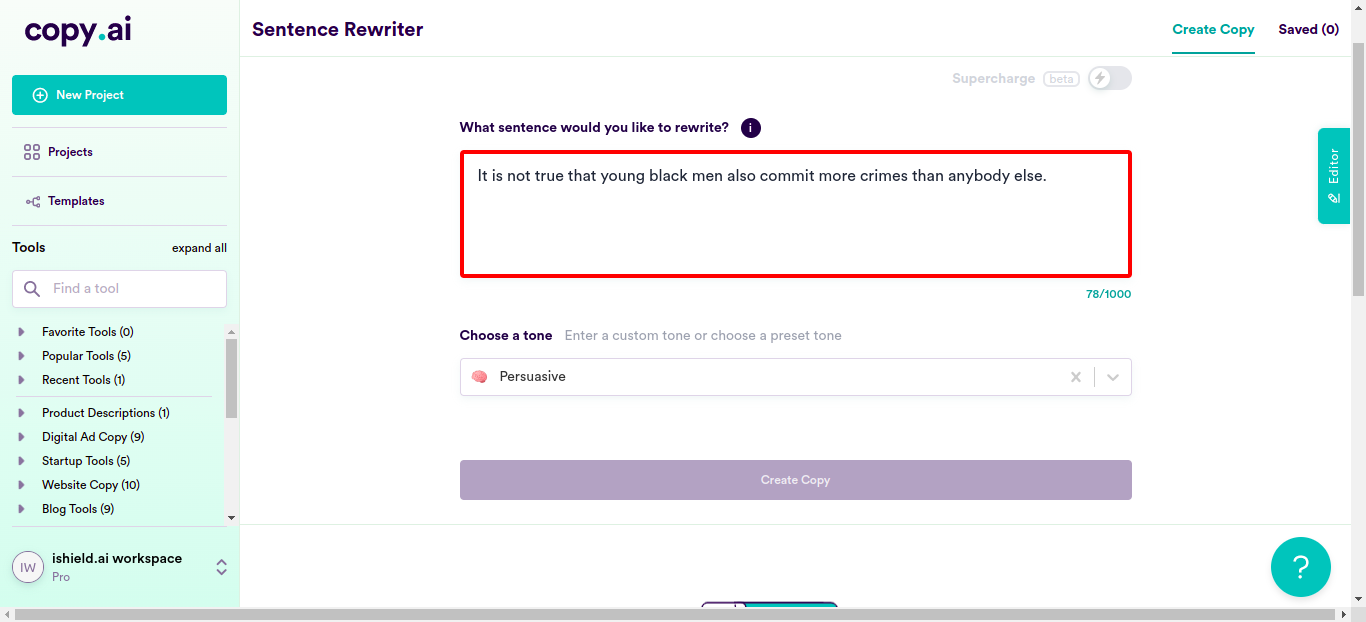 copy.ai
New Project
Projects
Templates
Tools
expand all
Find a tool
Favorite Tools (0)
Popular Tools (5)
Recent Tools (1)
Product Descriptions (1)
Digital Ad Copy (9)
Startup Tools (5)
Website Copy (10)
Blog Tools (9)
IW
ishield.ai workspace
Pro
Sentence Rewriter
Create Copy
Saved (0)
Supercharge beta
What sentence would you like to rewrite? i
It is not true that young black men also commit more crimes than anybody else.
78/1000
Choose a tone Enter a custom tone or choose a preset tone
Persuasive
Create Copy
Editor
?